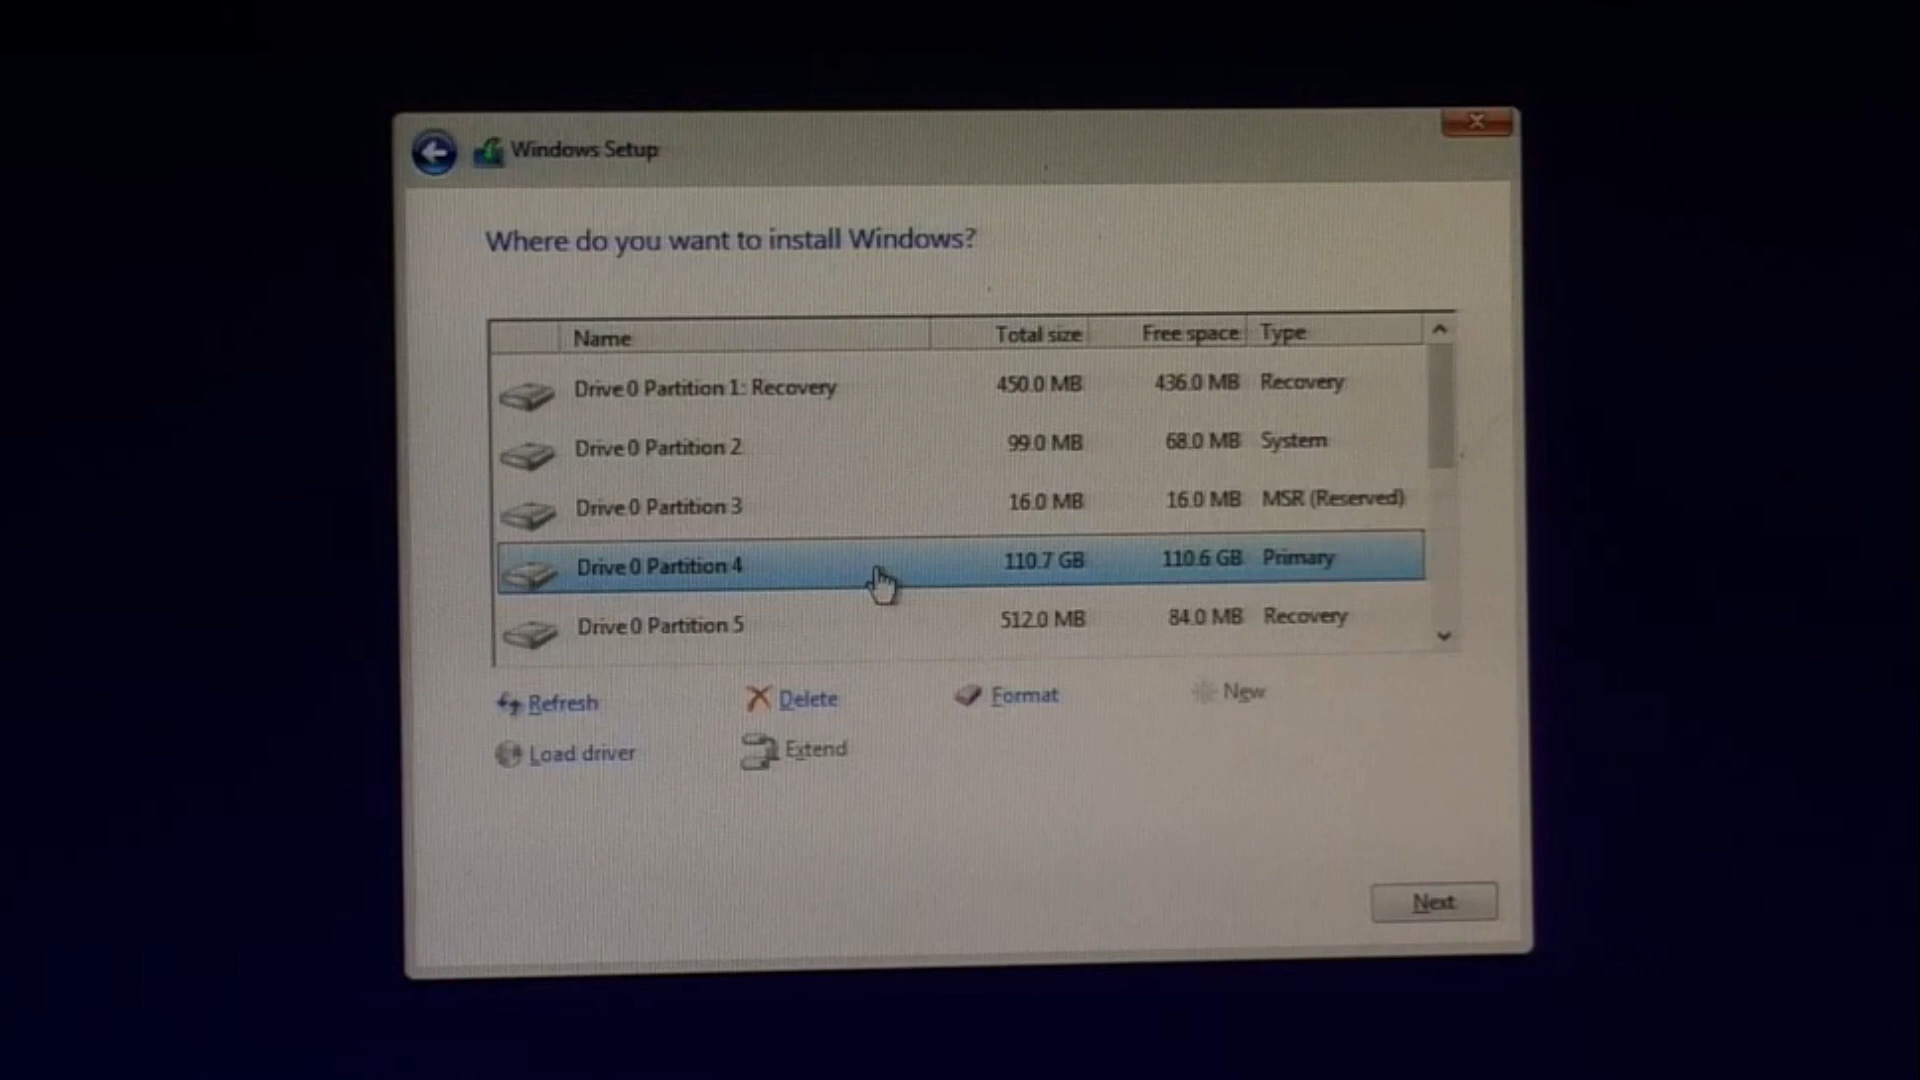 Windows Setup
Where do you want to install Windows?
Name Total size Free space Type
Drive 0 Partition 1: Recovery 450.0 MB 436.0 MB Recovery
Drive 0 Partition 2 99.0 MB 68.0 MB System
Drive 0 Partition 3 16.0 MB 16.0 MB MSR (Reserved)
Drive 0 Partition 4 110.7 GB 110.6 GB Primary
Drive 0 Partition 5 512.0 MB 84.0 MB Recovery
Refresh Delete Format New
Load driver Extend
Next